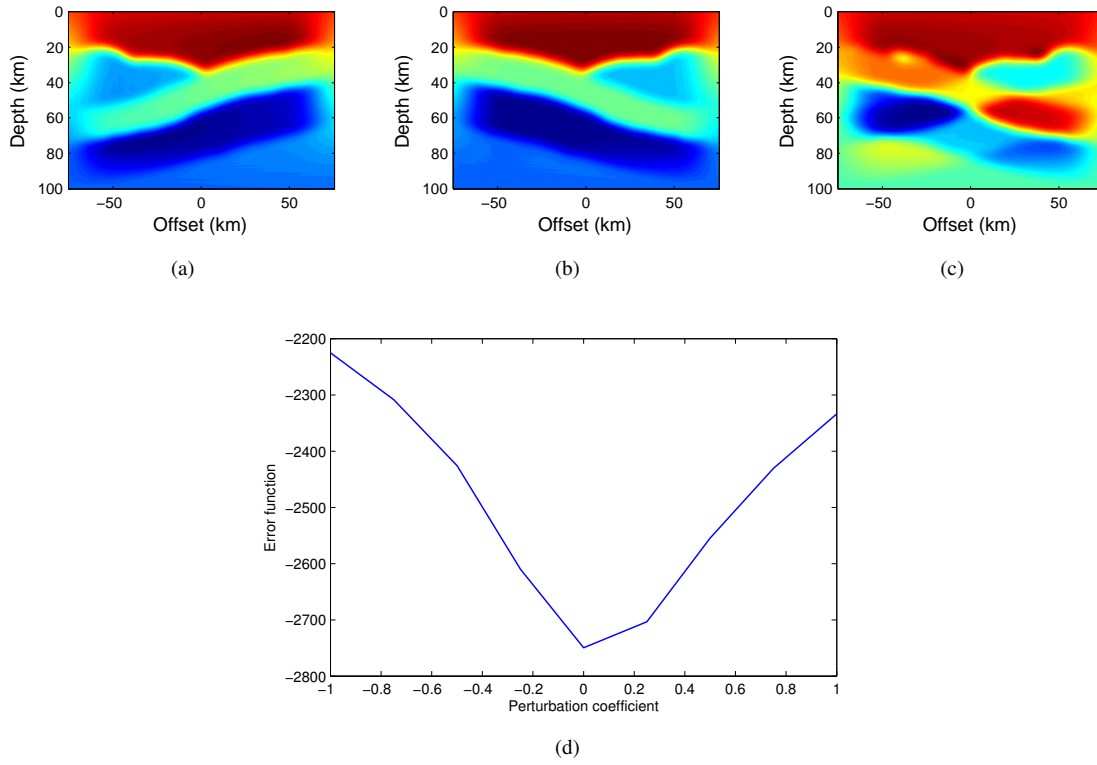 0
20
40
60
80
100
Depth (km)
−50 0 50
Offset (km)
(a)
0
20
40
60
80
100
Depth (km)
−50 0 50
Offset (km)
(b)
0
20
40
60
80
100
Depth (km)
−50 0 50
Offset (km)
(c)
−2200
−2300
−2400
−2500
−2600
−2700
−2800
Error function
−1 −0.8 −0.6 −0.4 −0.2 0 0.2 0.4 0.6 0.8 1
Perturbation coefficient
(d)